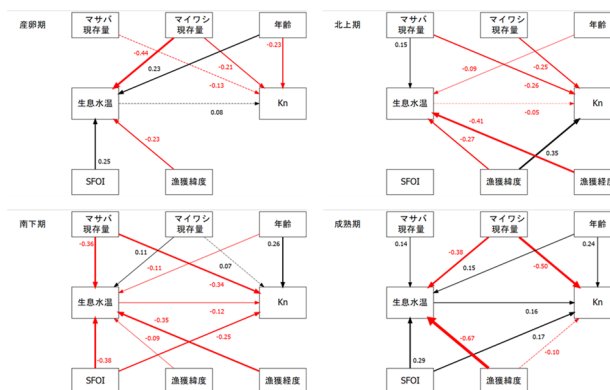 産卵期
マサバ
現存量
マイワシ
現存量
年齢
-0.44
0.23
-0.21
-0.23
-0.13
生息水温
0.08
Kn
-0.23
0.25
SFOI
漁獲緯度
北上期
マサバ
現存量
マイワシ
現存量
年齢
0.15
-0.09
-0.25
-0.26
生息水温
-0.05
Kn
-0.41
-0.27
0.35
SFOI
漁獲緯度
漁獲経度
南下期
マサバ
現存量
マイワシ
現存量
年齢
-0.36
0.11
-0.11
0.07
0.26
-0.34
生息水温
-0.12
Kn
-0.35
-0.09
-0.25
-0.38
SFOI
漁獲緯度
漁獲経度
成熟期
マサバ
現存量
マイワシ
現存量
年齢
0.14
-0.38
0.15
-0.50
0.24
生息水温
0.16
Kn
-0.67
0.17
-0.10
0.29
SFOI
漁獲緯度
漁獲経度